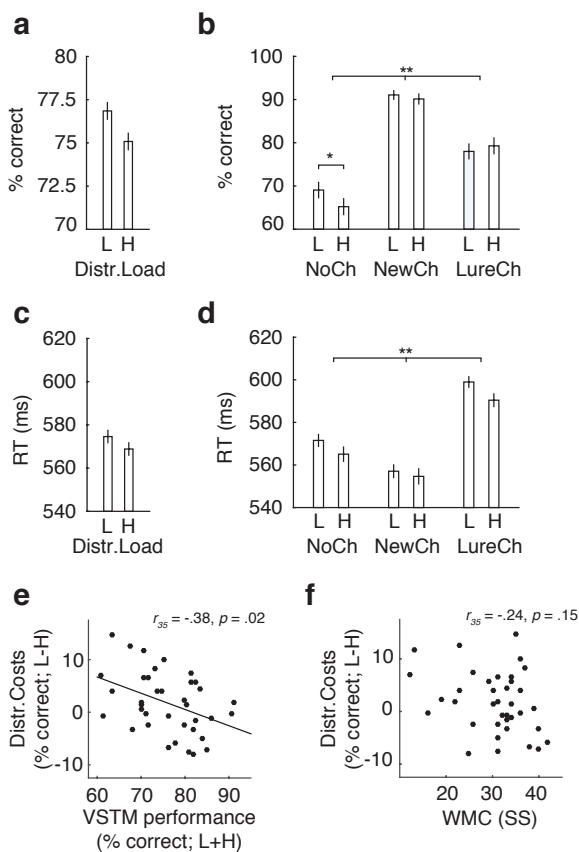 a
b
80
77.5
75
72.5
70
% correct
L H
Distr.Load
100
90
80
70
60
% correct
**
*
L H L H L H
NoCh NewCh LureCh
c
d
620
600
580
560
540
RT (ms)
L H
Distr.Load
620
600
580
560
540
RT (ms)
**
L H L H L H
NoCh NewCh LureCh
e
f
r35 = -.38, p = .02
10
0
-10
Distr.Costs
(% correct; L-H)
60 70 80 90
VSTM performance
(% correct; L+H)
r35 = -.24, p = .15
10
0
-10
Distr.Costs
(% correct; L-H)
20 30 40
WMC (SS)